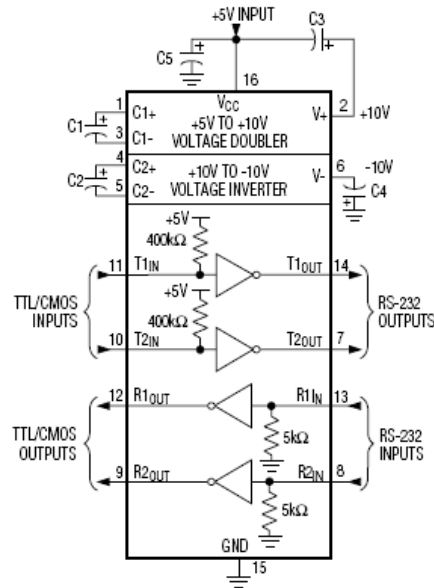 +5V INPUT
C3
+
C5
+
16
VCC
1
C1+
+5V TO +10V
VOLTAGE DOUBLER
V+
2
+10V
C1
+
3
C1-
4
C2+
+10V TO -10V
VOLTAGE INVERTER
V-
6
-10V
C2
+
5
C2-
C4
+
+5V
400kΩ
11
T1IN
T1OUT
14
+5V
TTL/CMOS
INPUTS
RS-232
OUTPUTS
400kΩ
10
T2IN
T2OUT
7
12
R1OUT
R1IN
13
TTL/CMOS
OUTPUTS
5kΩ
RS-232
INPUTS
9
R2OUT
R2IN
8
5kΩ
GND
15